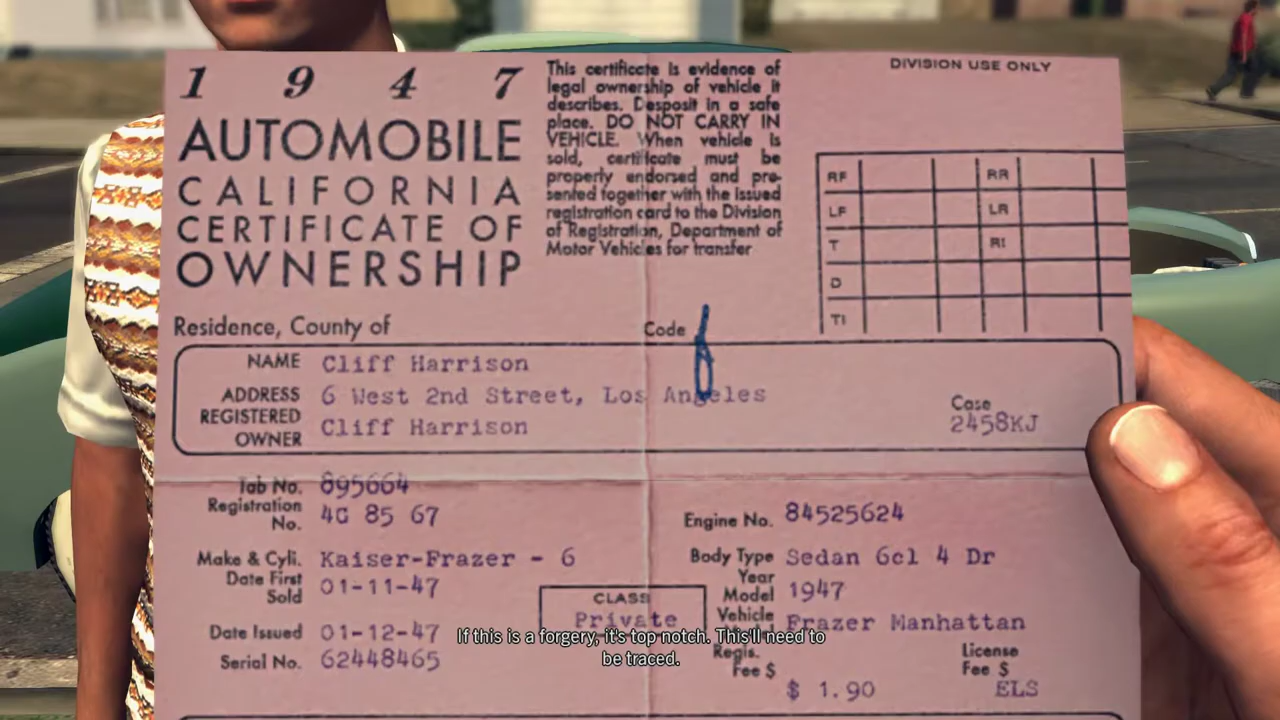 1 9 4 7
AUTOMOBILE
CALIFORNIA
CERTIFICATE OF
OWNERSHIP
This certificate is evidence of
legal ownership of vehicle it
describes. Desposit in a safe
place. DO NOT CARRY IN
VEHICLE. When vehicle is
sold, certificate must be
properly endorsed and pre-
sented together with the issued
registration card to the Division
of Registration, Department of
Motor Vehicles for transfer
DIVISION USE ONLY
RF RR
LF LR
T RI
D
TI
Residence, County of Code
NAME Cliff Harrison
ADDRESS 6 West 2nd Street, Los Angeles
REGISTERED OWNER Cliff Harrison
Case
2458KJ
Tab No. 895664
Registration No. 4G 85 67
Engine No. 84525624
Make & Cyli. Kaiser-Frazer - 6
Body Type Sedan 6cl 4 Dr
Date First Sold 01-11-47
Year Model 1947
CLASS
Private
Date Issued 01-12-47
Vehicle Frazer Manhattan
Serial No. 62448465
Regis. Fee $
$ 1.90
License Fee $
ELS
If this is a forgery, it's top notch. This'll need to
be traced.